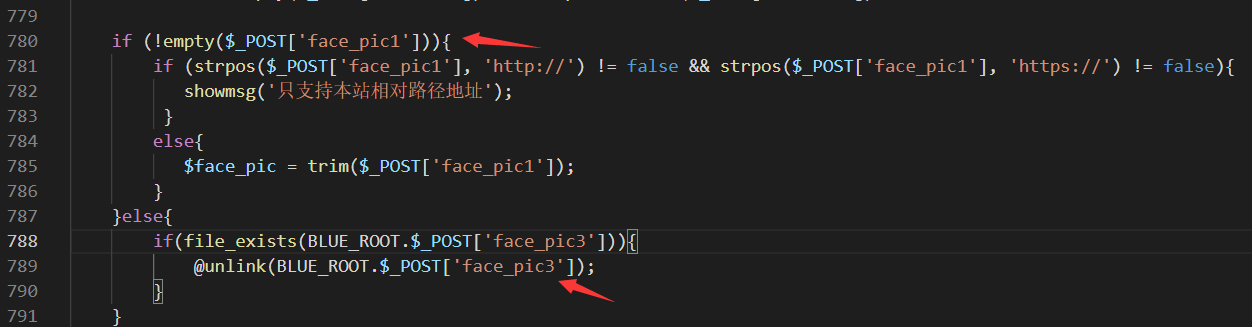 779
780 if (!empty($_POST['face_pic1'])){
781 if (strpos($_POST['face_pic1'], 'http://') != false && strpos($_POST['face_pic1'], 'https://') != false){
782 showmsg('只支持本站相对路径地址');
783 }
784 else{
785 $face_pic = trim($_POST['face_pic1']);
786 }
787 }else{
788 if(file_exists(BLUE_ROOT.$_POST['face_pic3'])){
789 @unlink(BLUE_ROOT.$_POST['face_pic3']);
790 }
791 }